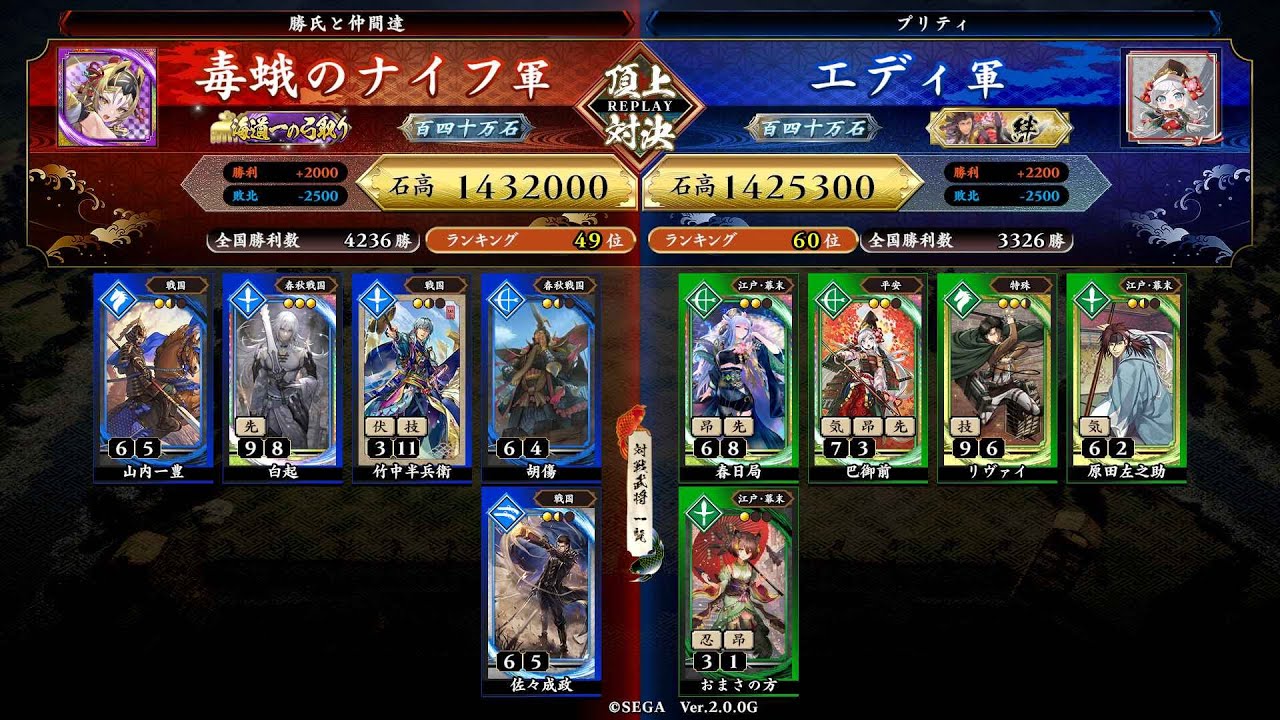 勝氏と仲間達
プリティ
毒蛾のナイフ軍
頂上
REPLAY
対決
エディ軍
海道一の弓取り
百四十万石
百四十万石
絆
勝利 +2000
敗北 -2500
石高 1432000
石高 1425300
勝利 +2200
敗北 -2500
全国勝利数 4236勝
ランキング 49位
ランキング 60位
全国勝利数 3326勝
戦国
春秋戦国
戦国
春秋戦国
江戸・幕末
平安
特殊
江戸・幕末
先
伏 技
昂 先
気 昂 先
技
気
6 5
9 8
3 11
6 4
6 8
7 3
9 6
6 2
山内一豊
白起
竹中半兵衛
胡傷
春日局
巴御前
リヴァイ
原田左之助
対戦武将一覧
戦国
江戸・幕末
忍 昂
6 5
3 1
佐々成政
おまさの方
©SEGA Ver.2.0.0G